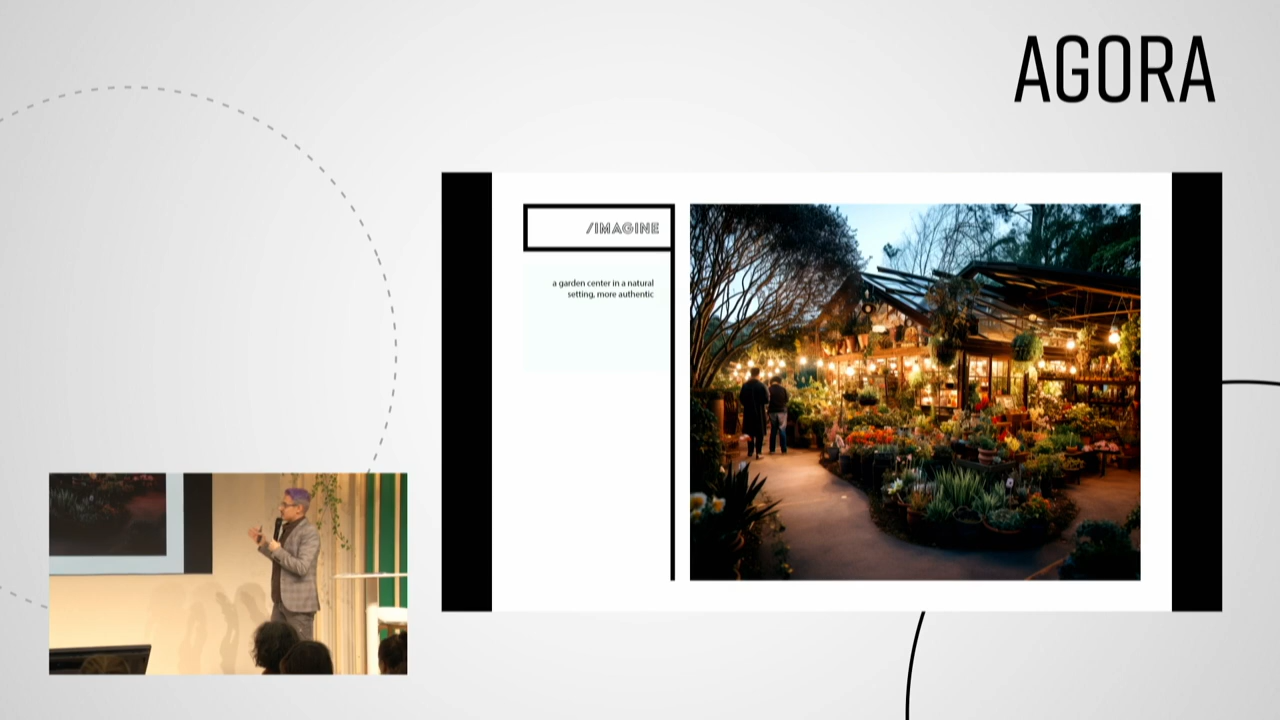 AGORA
/IMAGINE
a garden center in a natural
setting, more authentic